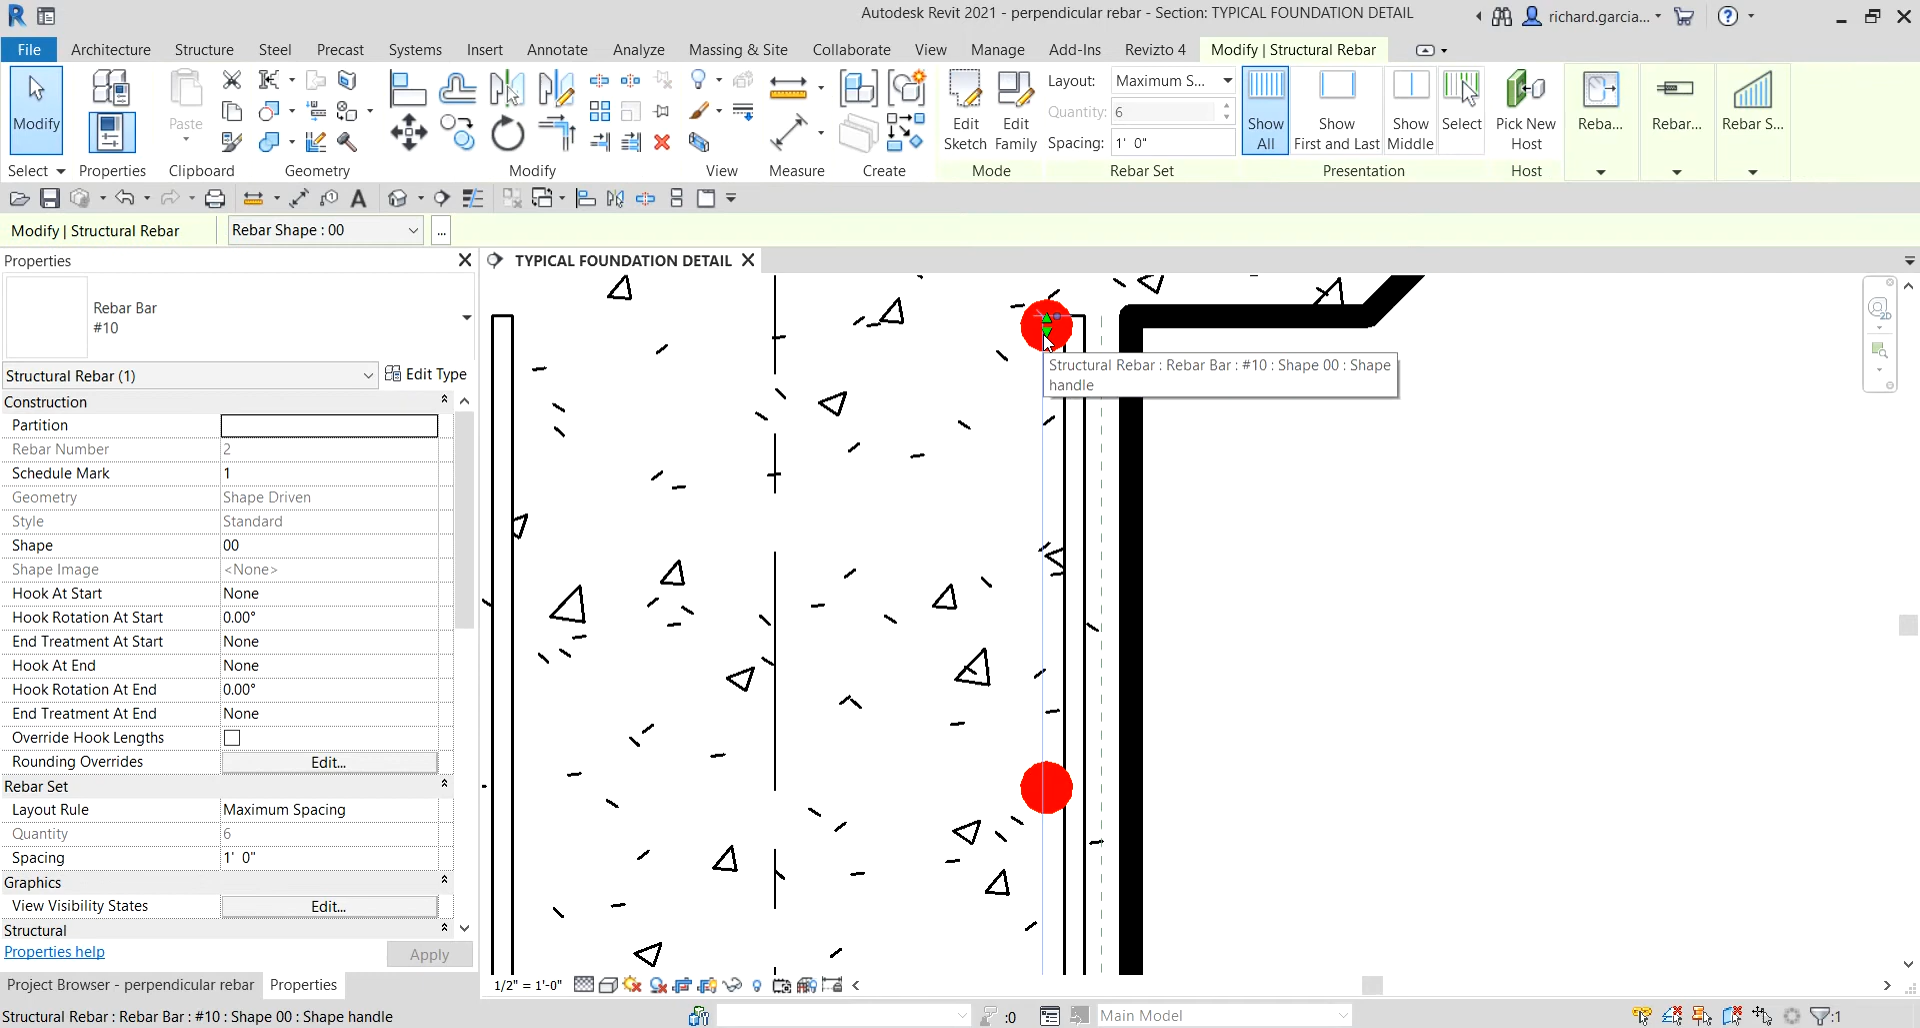 Autodesk Revit 2021 - perpendicular rebar - Section: TYPICAL FOUNDATION DETAIL
richard.garcia...
File Architecture Structure Steel Precast Systems Insert Annotate Analyze Massing & Site Collaborate View Manage Add-Ins Revizto 4 Modify | Structural Rebar
Layout: Maximum S...
Quantity: 6
Spacing: 1' 0"
Modify
Paste
Edit Sketch
Edit Family
Show All
Show First and Last
Show Middle
Select
Pick New Host
Reba...
Rebar...
Rebar S...
Select Properties Clipboard Geometry Modify View Measure Create Mode Rebar Set Presentation Host
Modify | Structural Rebar
Rebar Shape : 00
...
Properties
TYPICAL FOUNDATION DETAIL
Rebar Bar
#10
Structural Rebar (1)
Edit Type
Construction
Partition
Rebar Number 2
Schedule Mark 1
Geometry Shape Driven
Style Standard
Shape 00
Shape Image <None>
Hook At Start None
Hook Rotation At Start 0.00°
End Treatment At Start None
Hook At End None
Hook Rotation At End 0.00°
End Treatment At End None
Override Hook Lengths
Rounding Overrides Edit...
Rebar Set
Layout Rule Maximum Spacing
Quantity 6
Spacing 1' 0"
Graphics
View Visibility States Edit...
Structural
Properties help
Apply
Structural Rebar : Rebar Bar : #10 : Shape 00 : Shape
handle
2D
Project Browser - perpendicular rebar Properties
1/2" = 1'-0"
Structural Rebar : Rebar Bar : #10 : Shape 00 : Shape handle
:0
Main Model
:1